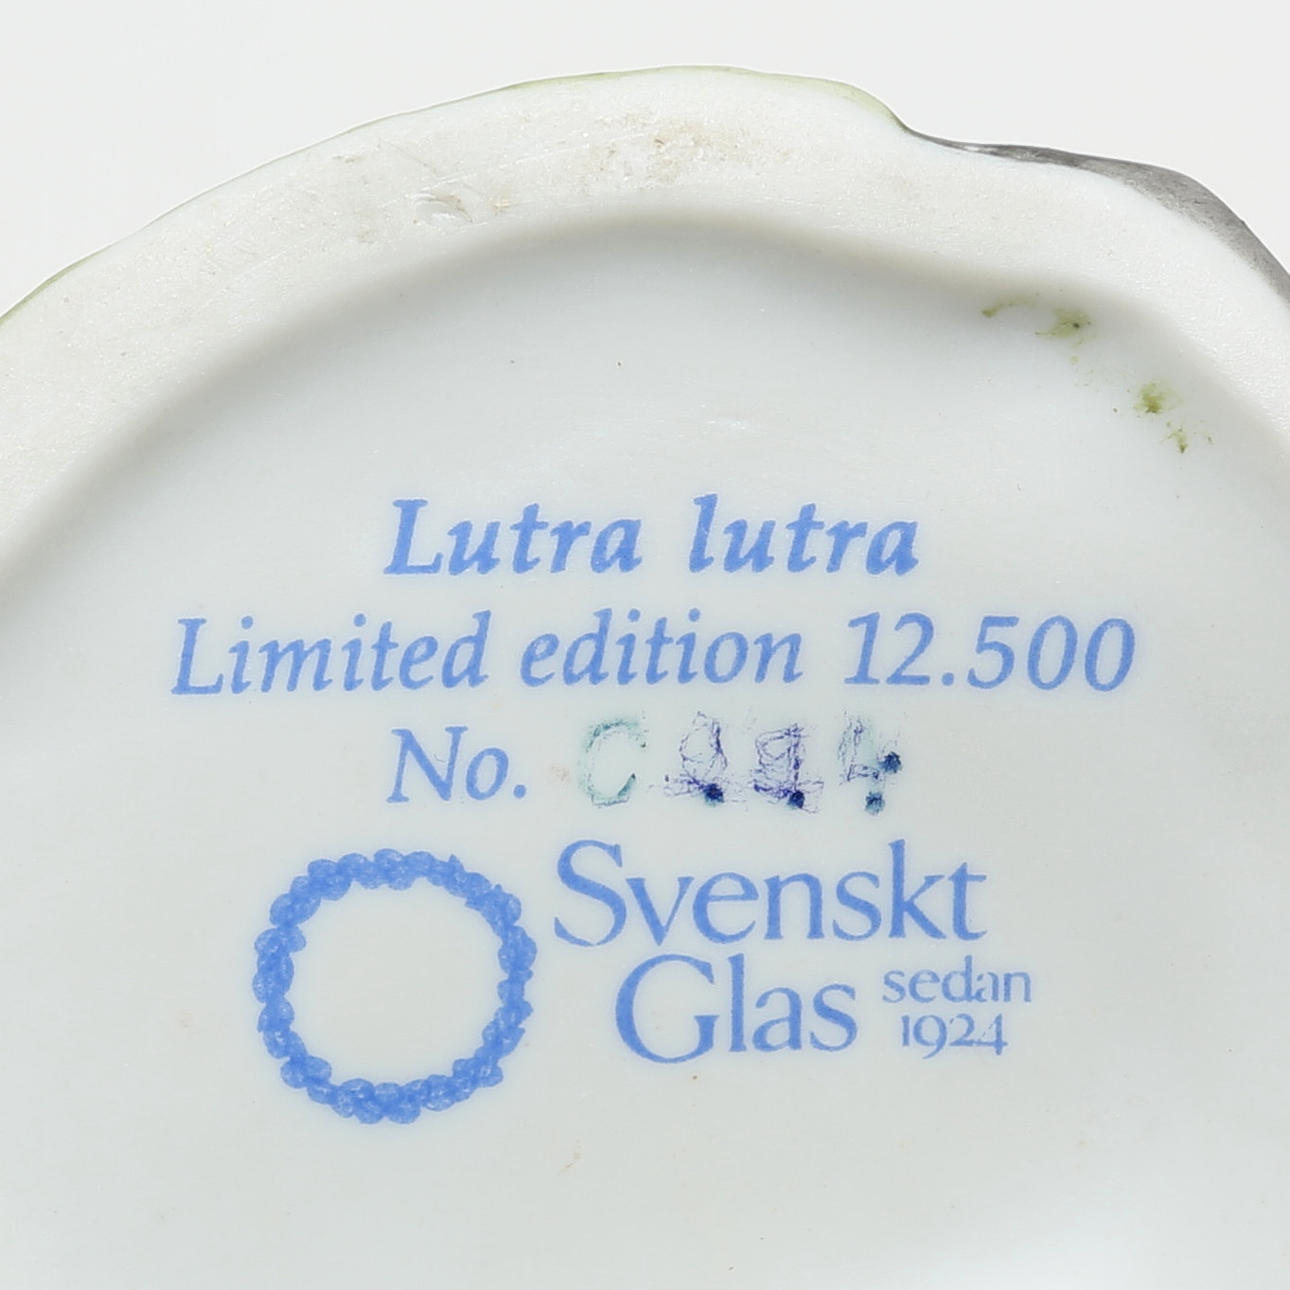 Lutra lutra
Limited edition 12.500
No.
Svenskt
Glas sedan
1924